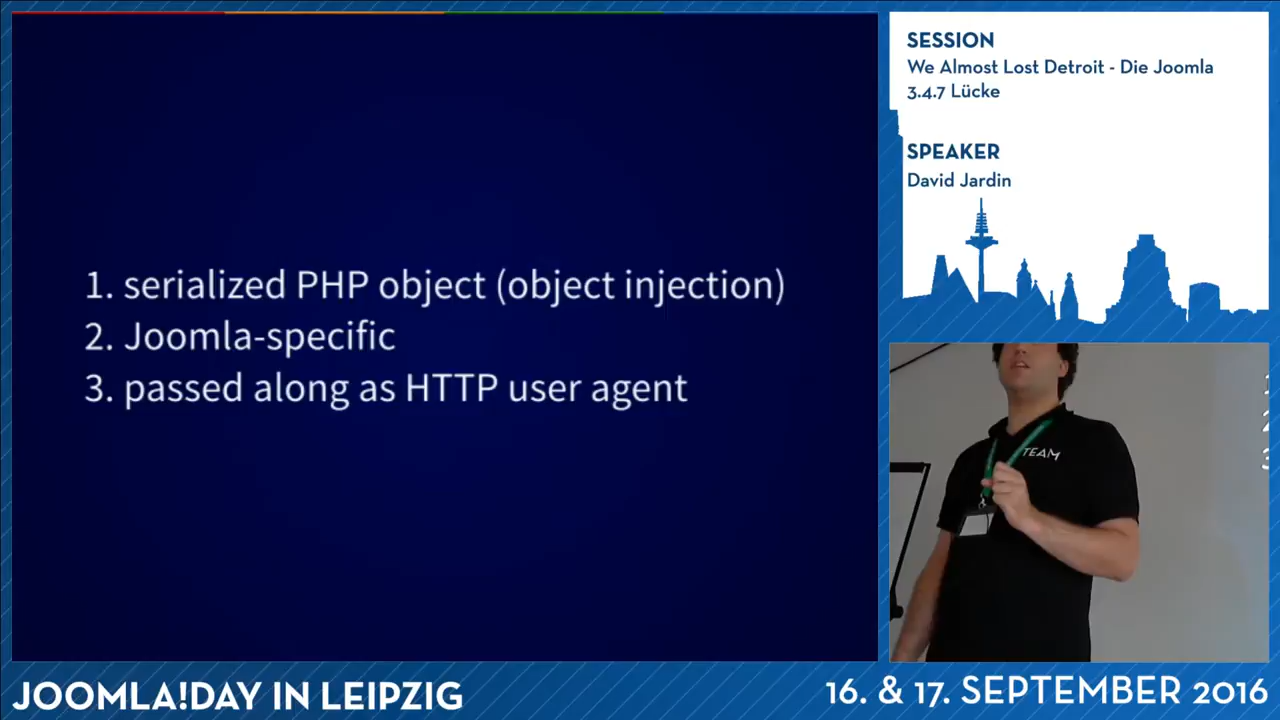 1. serialized PHP object (object injection)
2. Joomla-specific
3. passed along as HTTP user agent
SESSION
We Almost Lost Detroit - Die Joomla
3.4.7 Lücke
SPEAKER
David Jardin
TEAM
JOOMLA!DAY IN LEIPZIG
16. & 17. SEPTEMBER 2016